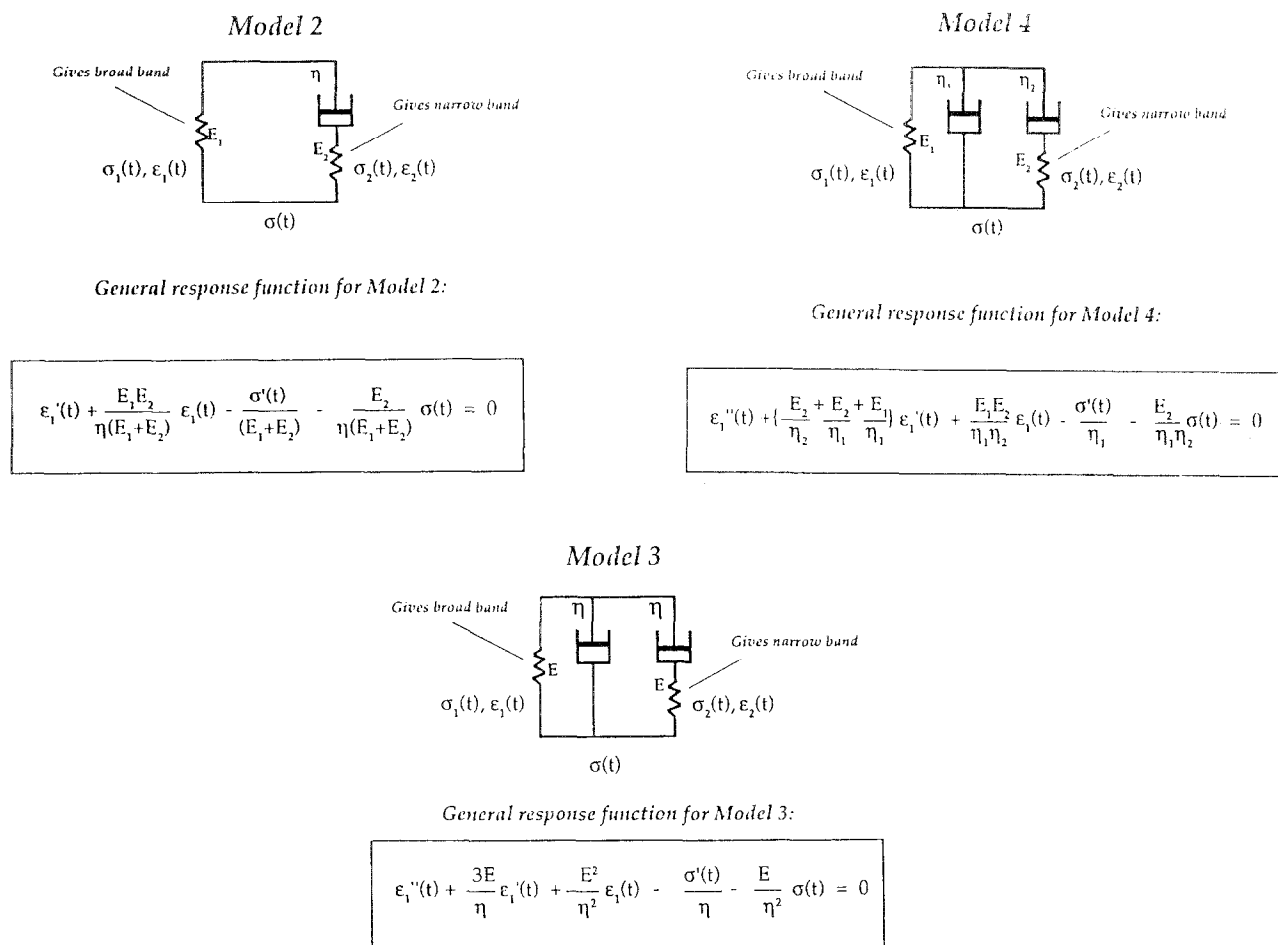 Model 2
Gives broad band
η
Gives narrow band
E₁
E₂
σ₁(t), ε₁(t)
σ₂(t), ε₂(t)
σ(t)
General response function for Model 2:
ε₁'(t) + E₁E₂/η(E₁+E₂) ε₁(t) - σ'(t)/(E₁+E₂) - E₂/η(E₁+E₂) σ(t) = 0
Model 4
Gives broad band
η₁
η₂
Gives narrow band
E₁
E₂
σ₁(t), ε₁(t)
σ₂(t), ε₂(t)
σ(t)
General response function for Model 4:
ε₁''(t) + {E₂/η₂ + E₂/η₁ + E₁/η₁} ε₁'(t) + E₁E₂/η₁η₂ ε₁(t) - σ'(t)/η₁ - E₂/η₁η₂ σ(t) = 0
Model 3
Gives broad band
η
η
Gives narrow band
E
E
σ₁(t), ε₁(t)
σ₂(t), ε₂(t)
σ(t)
General response function for Model 3:
ε₁''(t) + 3E/η ε₁'(t) + E²/η² ε₁(t) - σ'(t)/η - E/η² σ(t) = 0